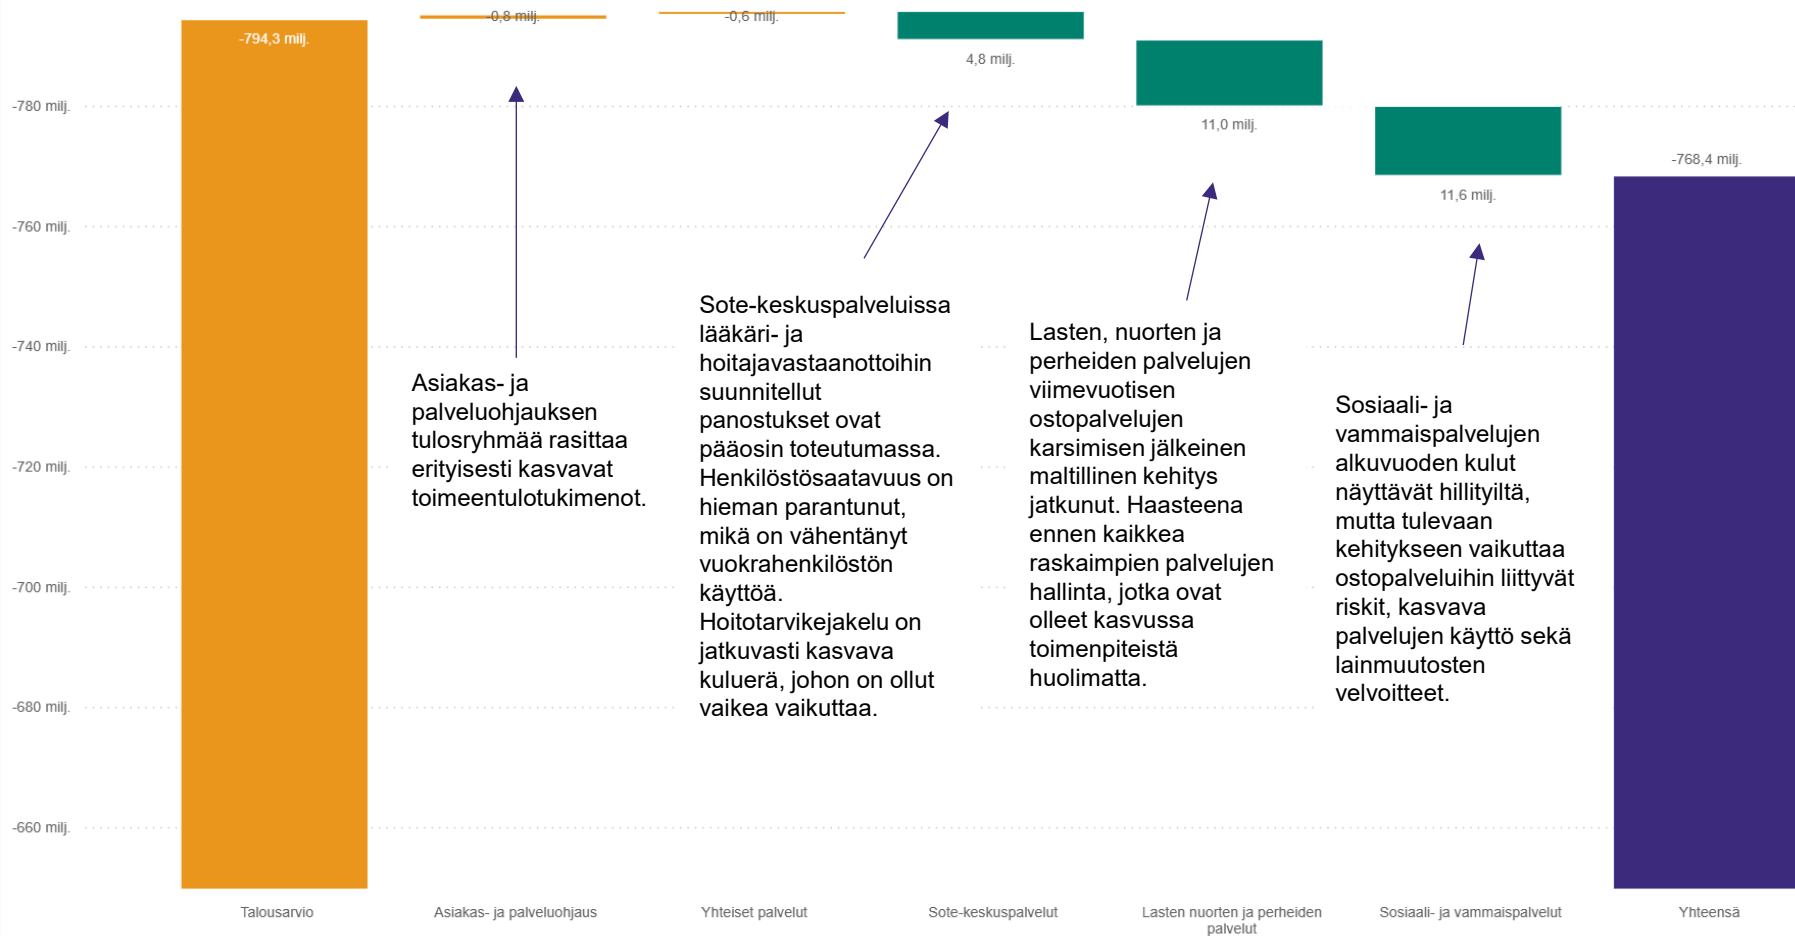 -794,3 milj.
-0,8 milj.
-0,6 milj.
4,8 milj.
11,0 milj.
11,6 milj.
-768,4 milj.
-780 milj.
-760 milj.
-740 milj.
-720 milj.
-700 milj.
-680 milj.
-660 milj.
Asiakas- ja
palveluohjauksen
tulosryhmää rasittaa
erityisesti kasvavat
toimeentulotukimenot.
Sote-keskuspalveluissa
lääkäri- ja
hoitajavastaanottoihin
suunnitellut
panostukset ovat
pääosin toteutumassa.
Henkilöstösaatavuus on
hieman parantunut,
mikä on vähentänyt
vuokrahenkilöstön
käyttöä.
Hoitotarvikejakelu on
jatkuvasti kasvava
kuluerä, johon on ollut
vaikea vaikuttaa.
Lasten, nuorten ja
perheiden palvelujen
viimevuotisen
ostopalvelujen
karsimisen jälkeinen
maltillinen kehitys
jatkunut. Haasteena
ennen kaikkea
raskaimpien palvelujen
hallinta, jotka ovat
olleet kasvussa
toimenpiteistä
huolimatta.
Sosiaali- ja
vammaispalvelujen
alkuvuoden kulut
näyttävät hillityiltä,
mutta tulevaan
kehitykseen vaikuttaa
ostopalveluihin liittyvät
riskit, kasvava
palvelujen käyttö sekä
lainmuutosten
velvoitteet.
Talousarvio
Asiakas- ja palveluohjaus
Yhteiset palvelut
Sote-keskuspalvelut
Lasten nuorten ja perheiden
palvelut
Sosiaali- ja vammaispalvelut
Yhteensä